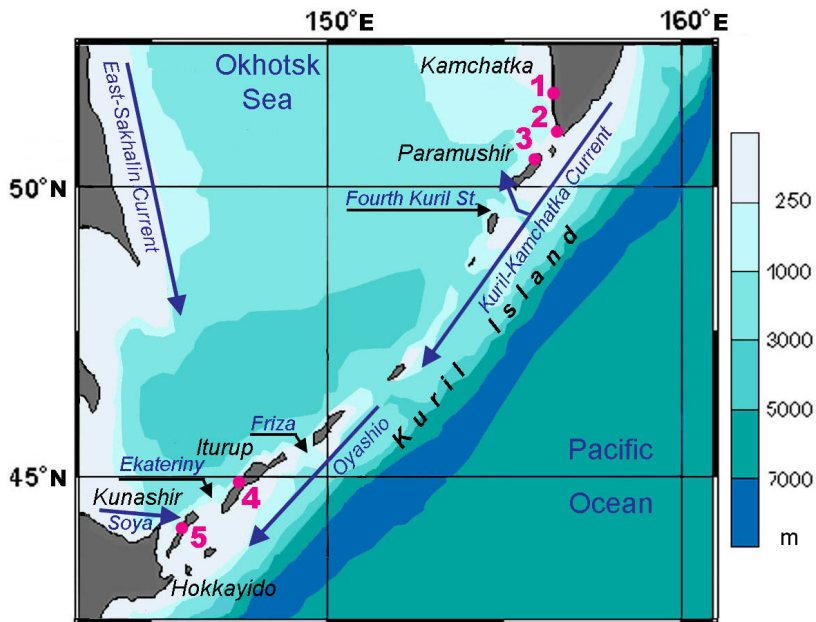 150˚E
160˚E
Okhotsk
Sea
Kamchatka
1
2
3
Paramushir
East-Sakhalin Current
50˚N
Fourth Kuril St.
Kuril-Kamchatka Current
Kuril Island
Friza
Iturup
Oyashio
Ekateriny
45˚N
Kunashir
4
Soya
5
Hokkayido
Pacific
Ocean
250
1000
3000
5000
7000
m